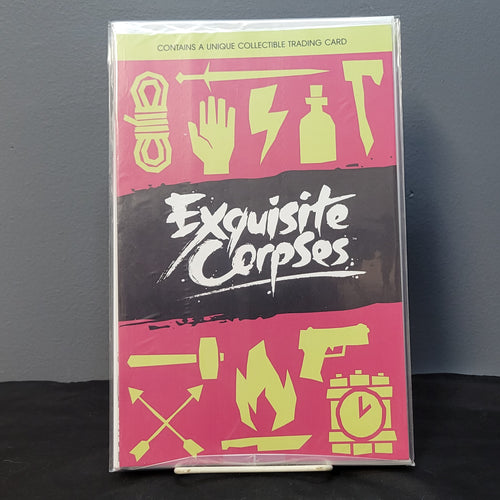 CONTAINS A UNIQUE COLLECTIBLE TRADING CARD
Exquisite
Corpses